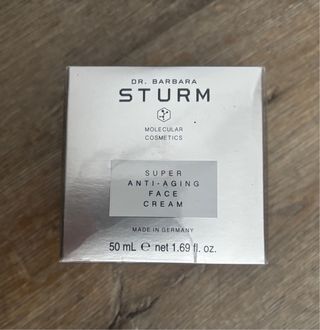 DR. BARBARA
STURM
MOLECULAR
COSMETICS
SUPER
ANTI-AGING
FACE
CREAM
MADE IN GERMANY
50 mL ℮ net 1.69 fl. oz.